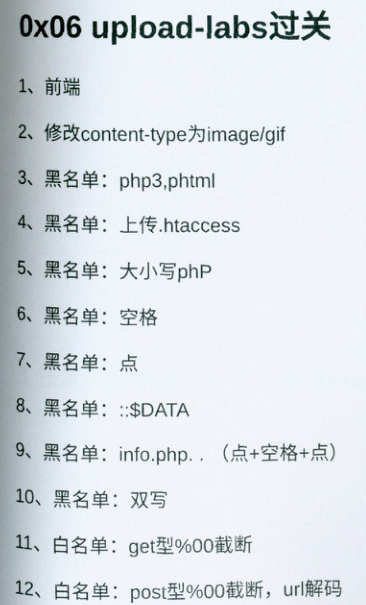 0x06 upload-labs过关
1、前端
2、修改content-type为image/gif
3、黑名单：php3,phtml
4、黑名单：上传.htaccess
5、黑名单：大小写phP
6、黑名单：空格
7、黑名单：点
8、黑名单：::$DATA
9、黑名单：info.php. . （点+空格+点）
10、黑名单：双写
11、白名单：get型%00截断
12、白名单：post型%00截断，url解码